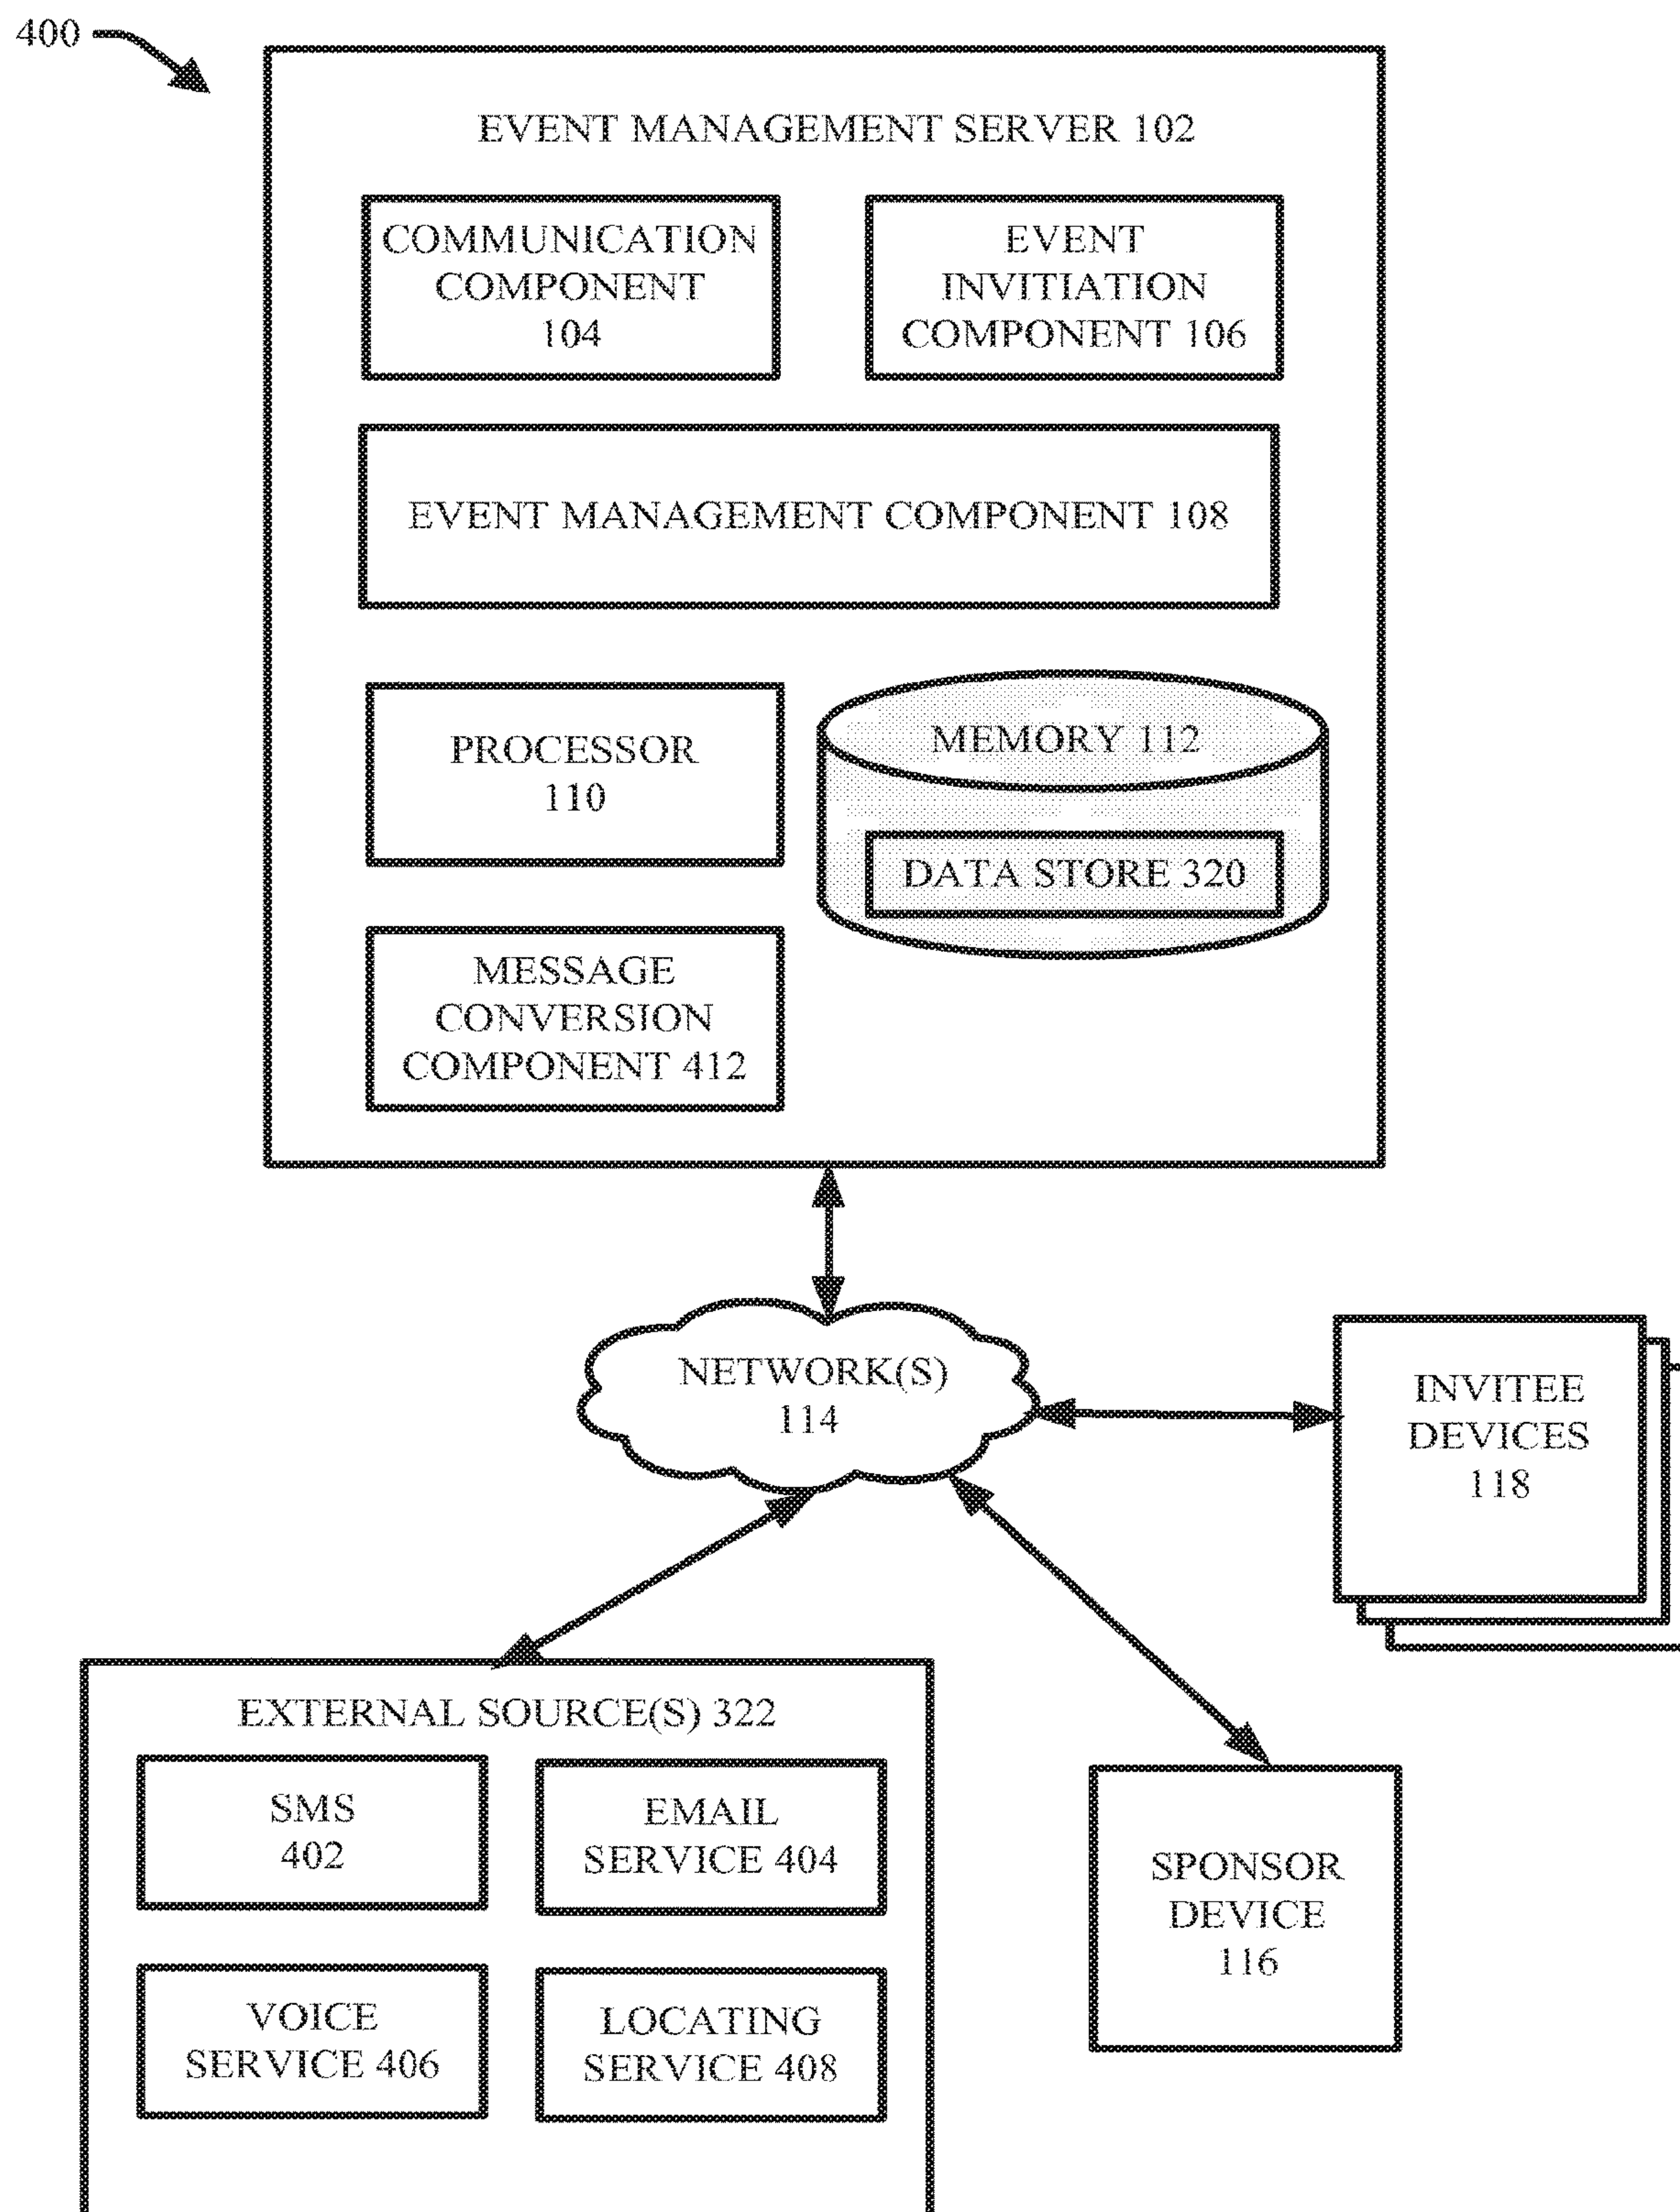 400
EVENT MANAGEMENT SERVER 102
COMMUNICATION
COMPONENT
104
EVENT
INVITIATION
COMPONENT 106
EVENT MANAGEMENT COMPONENT 108
PROCESSOR
110
MEMORY 112
DATA STORE 320
MESSAGE
CONVERSION
COMPONENT 412
NETWORK(S)
114
INVITEE
DEVICES
118
EXTERNAL SOURCE(S) 322
SMS
402
EMAIL
SERVICE 404
VOICE
SERVICE 406
LOCATING
SERVICE 408
SPONSOR
DEVICE
116